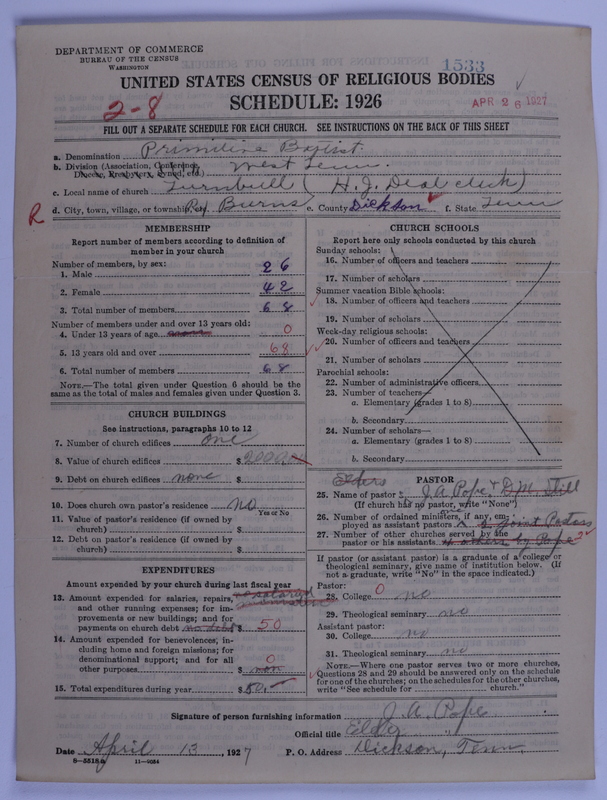 DEPARTMENT OF COMMERCE
BUREAU OF THE CENSUS
WASHINGTON
1533
UNITED STATES CENSUS OF RELIGIOUS BODIES
2-8
SCHEDULE: 1926
APR 26 1927
FILL OUT A SEPARATE SCHEDULE FOR EACH CHURCH. SEE INSTRUCTIONS ON THE BACK OF THIS SHEET
a. Denomination Primitive Baptist
b. Division (Association, Conference, Diocese, Presbytery, Synod, etc.) West Tenn.
c. Local name of church Turnbull (H. J. Deal clerk)
R
d. City, town, village, or township, Burns e. County Dickson f. State Tenn
MEMBERSHIP
Report number of members according to definition of
member in your church
Number of members, by sex:
1. Male 26
2. Female 42
3. Total number of members 68
Number of members under and over 13 years old:
4. Under 13 years of age 0
5. 13 years old and over 68
6. Total number of members 68
NOTE.—The total given under Question 6 should be the
same as the total of males and females given under Question 3.
CHURCH BUILDINGS
See instructions, paragraphs 10 to 12
7. Number of church edifices one
8. Value of church edifices $
9. Debt on church edifices none $
10. Does church own pastor's residence? no
Yes or No
11. Value of pastor's residence (if owned by
church) $
12. Debt on pastor's residence (if owned by
church) $
EXPENDITURES
Amount expended by your church during last fiscal year
13. Amount expended for salaries, repairs,
and other running expenses; for im-
provements or new buildings; and for
payments on church debt no debt $ 50
14. Amount expended for benevolences, in-
cluding home and foreign missions; for
denominational support; and for all
other purposes $ 0
15. Total expenditures during year $ 50
CHURCH SCHOOLS
Report here only schools conducted by this church
Sunday schools:
16. Number of officers and teachers
17. Number of scholars
Summer vacation Bible schools:
18. Number of officers and teachers
19. Number of scholars
Week-day religious schools:
20. Number of officers and teachers
21. Number of scholars
Parochial schools:
22. Number of administrative officers
23. Number of teachers—
a. Elementary (grades 1 to 8)
b. Secondary
24. Number of scholars—
a. Elementary (grades 1 to 8)
b. Secondary
Elders
PASTOR
25. Name of pastor s J. A. Pope & D. M. Still
(If church has no pastor, write "None")
26. Number of ordained ministers, if any, em-
ployed as assistant pastors 2 joint Pastors
27. Number of other churches served by the
pastor or his assistants 4 others by Pope 2
If pastor (or assistant pastor) is a graduate of a college or
theological seminary, give name of institution below. (If
not a graduate, write "No" in the space indicated.)
Pastor: 0
28. College no
29. Theological seminary no
Assistant pastor:
30. College no
31. Theological seminary no
NOTE.—Where one pastor serves two or more churches,
Questions 28 and 29 should be answered only on the schedule
for one of the churches; on the schedules for the other churches,
write "See schedule for ........ church."
Signature of person furnishing information J. A. Pope
Official title
Date April 13, 1927 P. O. Address Dickson, Tenn.
8-5518a 11-9054